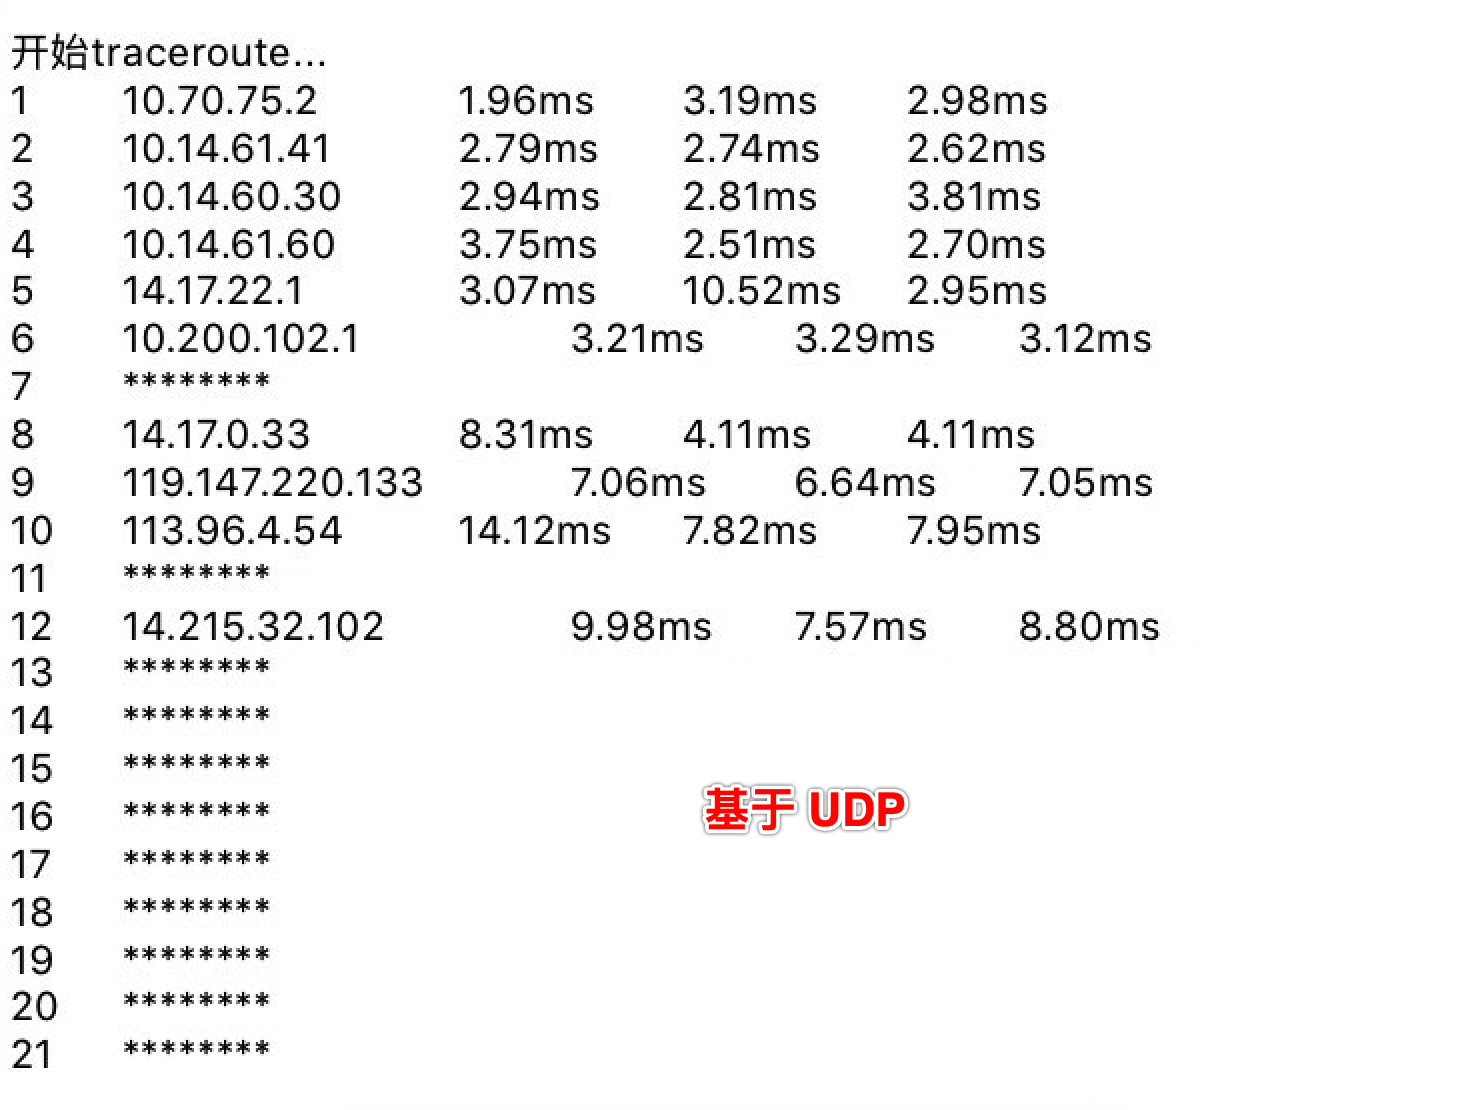 开始traceroute...
1 10.70.75.2 1.96ms 3.19ms 2.98ms
2 10.14.61.41 2.79ms 2.74ms 2.62ms
3 10.14.60.30 2.94ms 2.81ms 3.81ms
4 10.14.61.60 3.75ms 2.51ms 2.70ms
5 14.17.22.1 3.07ms 10.52ms 2.95ms
6 10.200.102.1 3.21ms 3.29ms 3.12ms
7 ********
8 14.17.0.33 8.31ms 4.11ms 4.11ms
9 119.147.220.133 7.06ms 6.64ms 7.05ms
10 113.96.4.54 14.12ms 7.82ms 7.95ms
11 ********
12 14.215.32.102 9.98ms 7.57ms 8.80ms
13 ********
14 ********
15 ********
16 ********
基于 UDP
17 ********
18 ********
19 ********
20 ********
21 ********